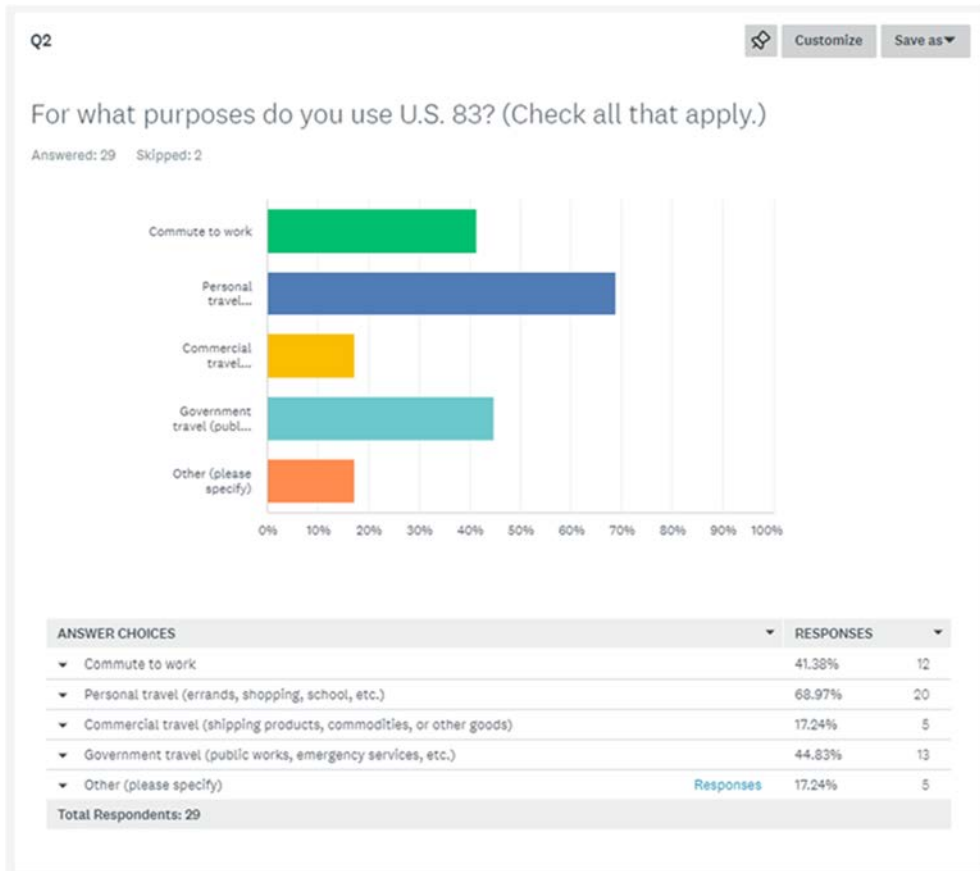 Q2
Customize
Save as
For what purposes do you use U.S. 83? (Check all that apply.)
Answered: 29 Skipped: 2
Commute to work
Personal
travel...
Commercial
travel...
Government
travel (publ...
Other (please
specify)
0% 10% 20% 30% 40% 50% 60% 70% 80% 90% 100%
ANSWER CHOICES RESPONSES
Commute to work 41.38% 12
Personal travel (errands, shopping, school, etc.) 68.97% 20
Commercial travel (shipping products, commodities, or other goods) 17.24% 5
Government travel (public works, emergency services, etc.) 44.83% 13
Other (please specify) Responses 17.24% 5
Total Respondents: 29